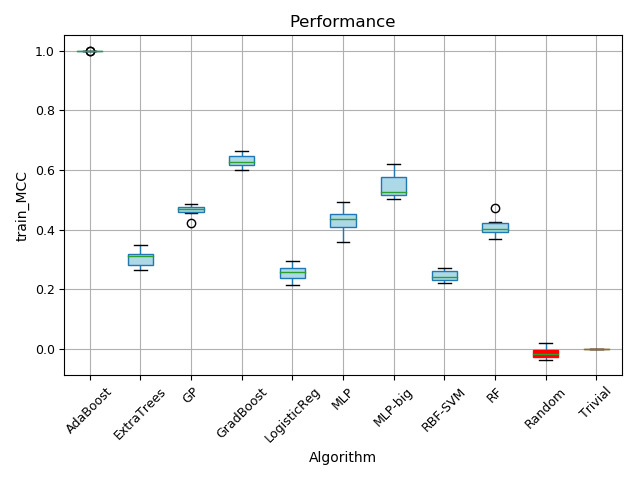 Performance
train_MCC
1.0
0.8
0.6
0.4
0.2
0.0
AdaBoost
ExtraTrees
GP
GradBoost
LogisticReg
MLP
MLP-big
RBF-SVM
RF
Random
Trivial
Algorithm